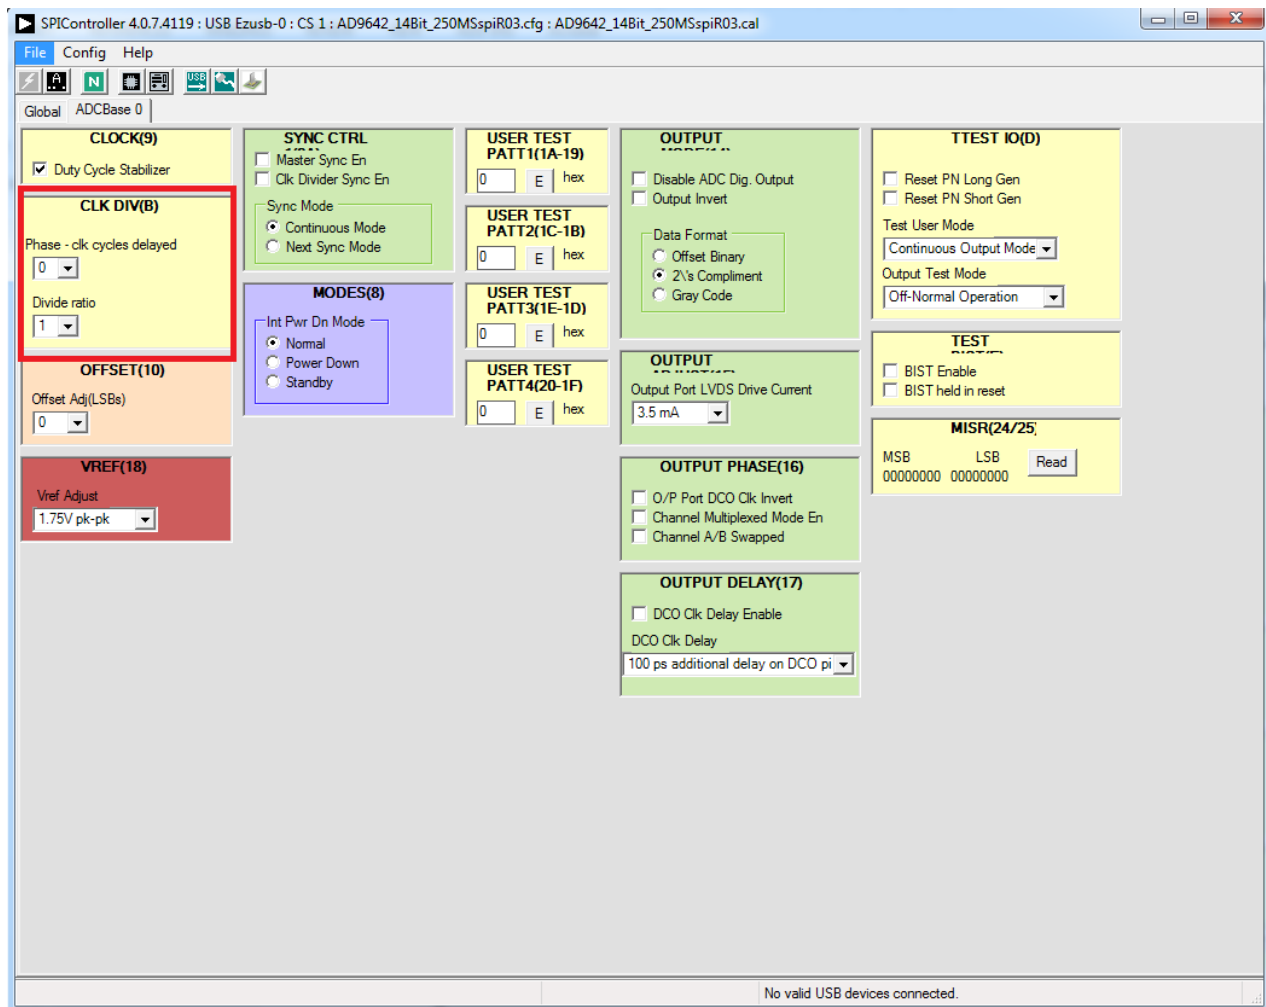 SPIController 4.0.7.4119 : USB Ezusb-0 : CS 1 : AD9642_14Bit_250MSspiR03.cfg : AD9642_14Bit_250MSspiR03.cal
File Config Help
Global ADCBase 0
CLOCK(9)
Duty Cycle Stabilizer
CLK DIV(B)
Phase - clk cycles delayed
0
Divide ratio
1
OFFSET(10)
Offset Adj(LSBs)
0
VREF(18)
Vref Adjust
1.75V pk-pk
SYNC CTRL
Master Sync En
Clk Divider Sync En
Sync Mode
Continuous Mode
Next Sync Mode
MODES(8)
Int Pwr Dn Mode
Normal
Power Down
Standby
USER TEST
PATT1(1A-19)
0 E hex
USER TEST
PATT2(1C-1B)
0 E hex
USER TEST
PATT3(1E-1D)
0 E hex
USER TEST
PATT4(20-1F)
0 E hex
OUTPUT
Disable ADC Dig. Output
Output Invert
Data Format
Offset Binary
2\'s Compliment
Gray Code
OUTPUT
Output Port LVDS Drive Current
3.5 mA
OUTPUT PHASE(16)
O/P Port DCO Clk Invert
Channel Multiplexed Mode En
Channel A/B Swapped
OUTPUT DELAY(17)
DCO Clk Delay Enable
DCO Clk Delay
100 ps additional delay on DCO pi
TTEST IO(D)
Reset PN Long Gen
Reset PN Short Gen
Test User Mode
Continuous Output Mode
Output Test Mode
Off-Normal Operation
TEST
BIST Enable
BIST held in reset
MISR(24/25)
MSB LSB
00000000 00000000
Read
No valid USB devices connected.